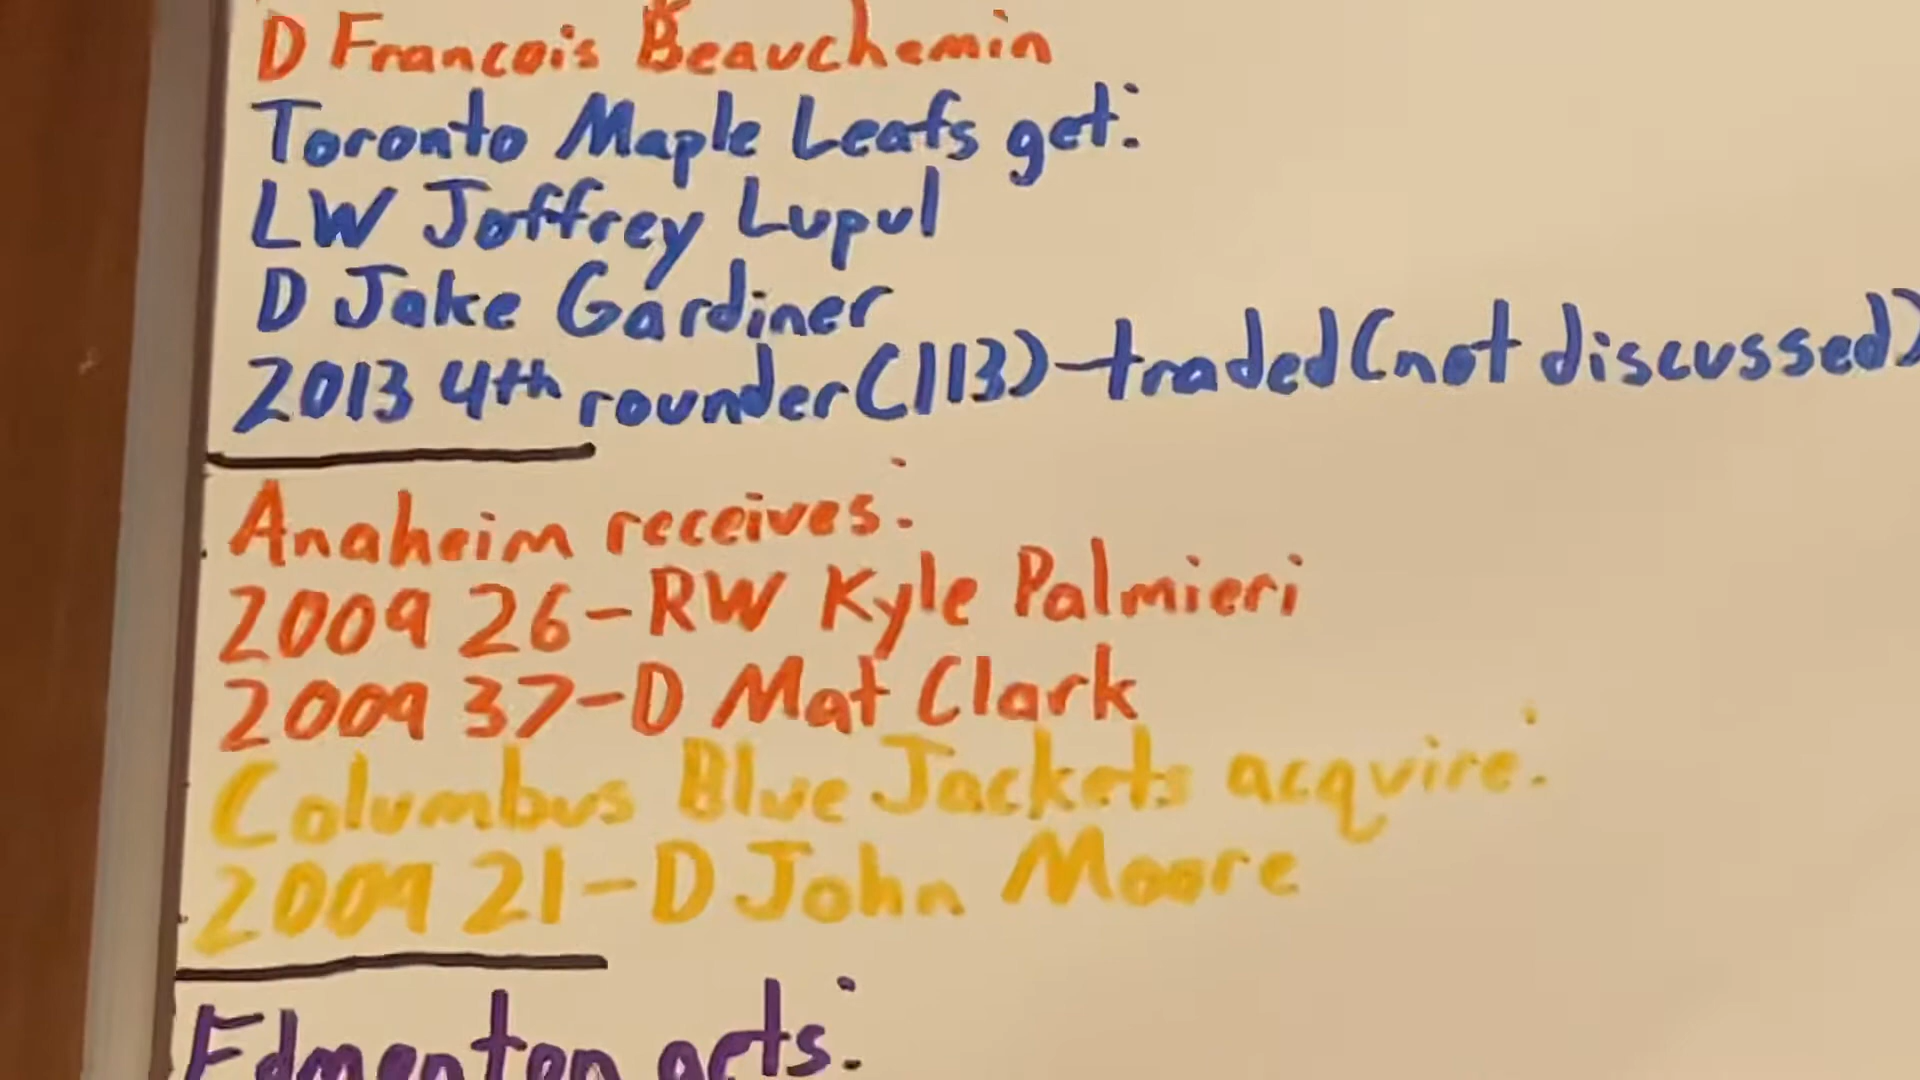 D Francois Beauchemin
Toronto Maple Leafs get:
LW Joffrey Lupul
D Jake Gardiner
2013 4th rounder (113)-traded (not discussed)
Anaheim receives:
2009 26-RW Kyle Palmieri
2009 37-D Mat Clark
Columbus Blue Jackets acquire:
2009 21-D John Moore
Edmonton gets: